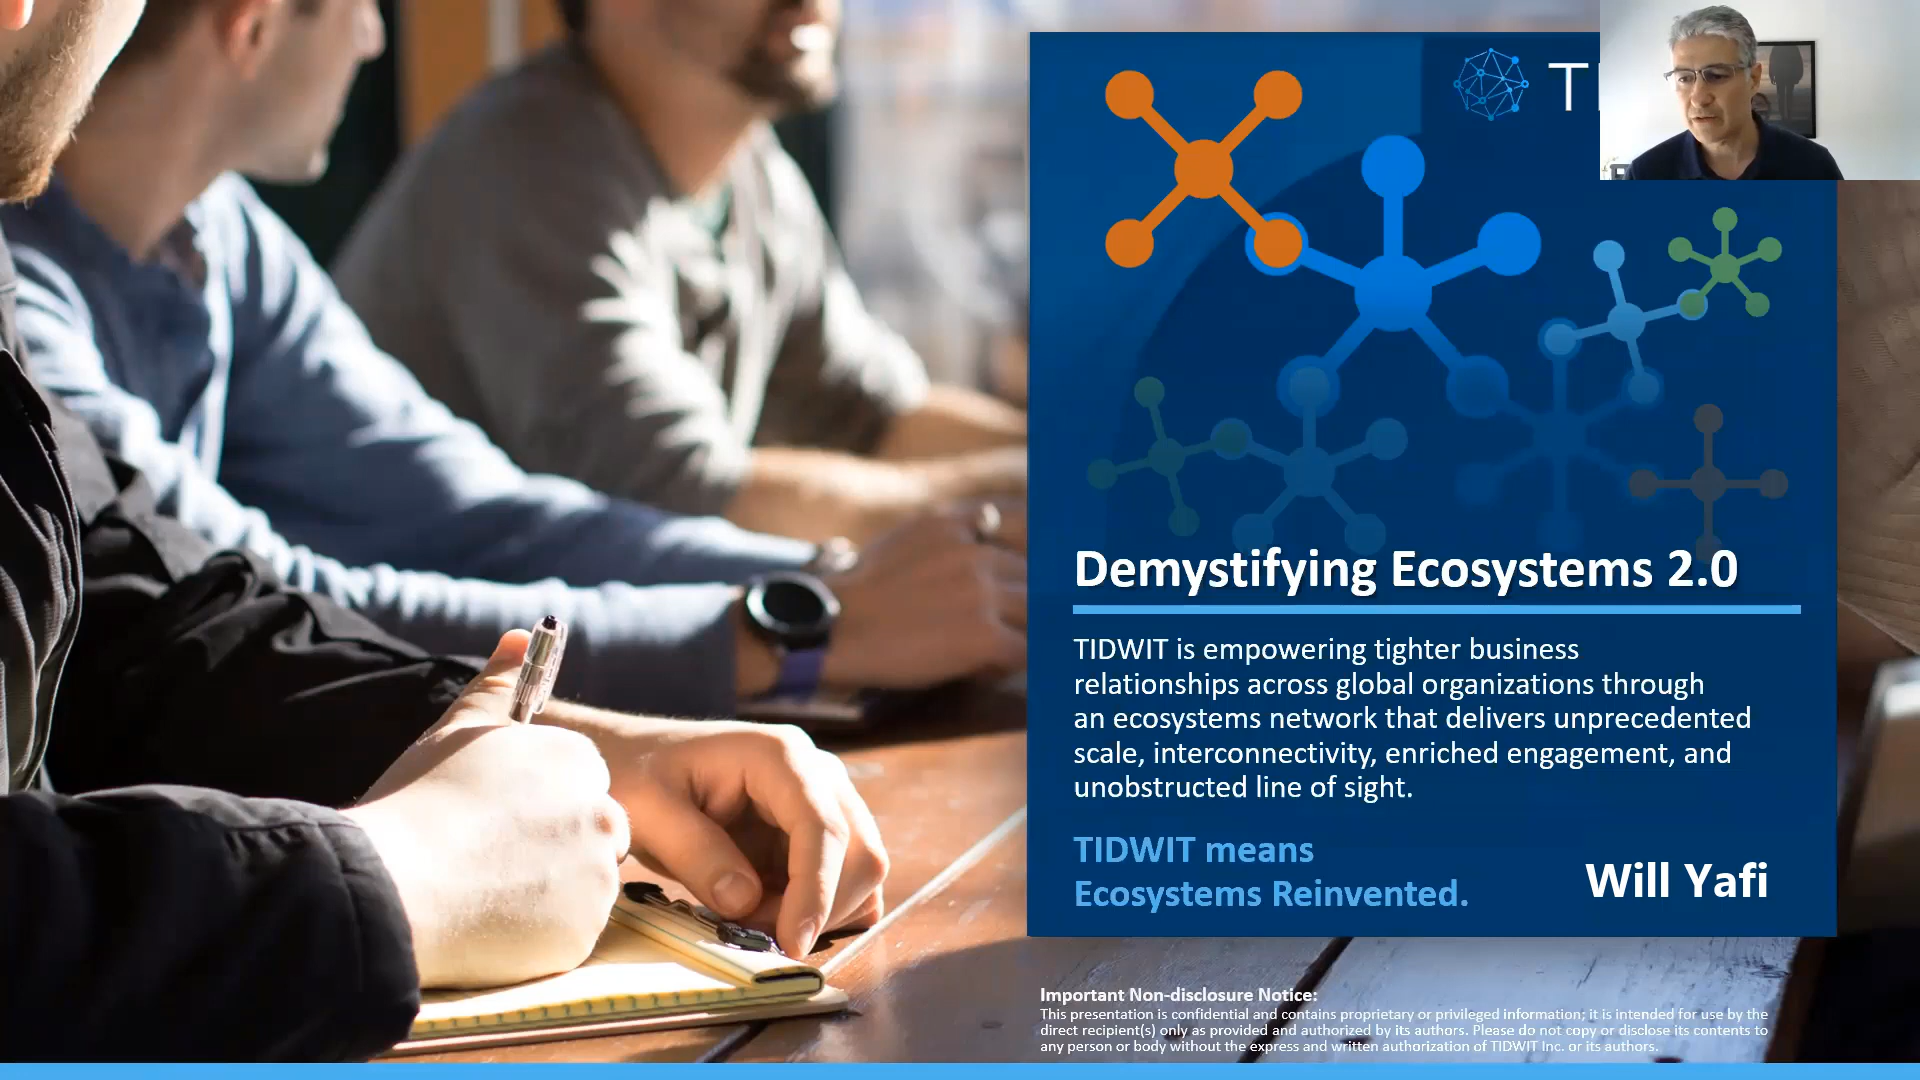 TI
Demystifying Ecosystems 2.0
TIDWIT is empowering tighter business
relationships across global organizations through
an ecosystems network that delivers unprecedented
scale, interconnectivity, enriched engagement, and
unobstructed line of sight.
TIDWIT means
Ecosystems Reinvented.
Will Yafi
Important Non-disclosure Notice:
This presentation is confidential and contains proprietary or privileged information; it is intended for use by the
direct recipient(s) only as provided and authorized by its authors. Please do not copy or disclose its contents to
any person or body without the express and written authorization of TIDWIT Inc. or its authors.